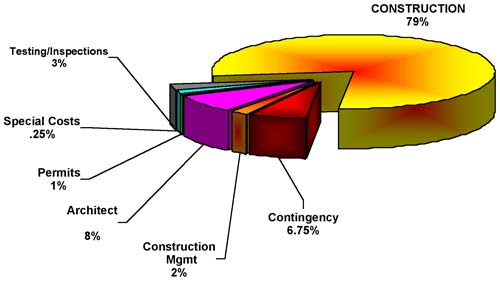 CONSTRUCTION
79%
Testing/Inspections
3%
Special Costs
.25%
Permits
1%
Architect
8%
Construction
Mgmt
2%
Contingency
6.75%